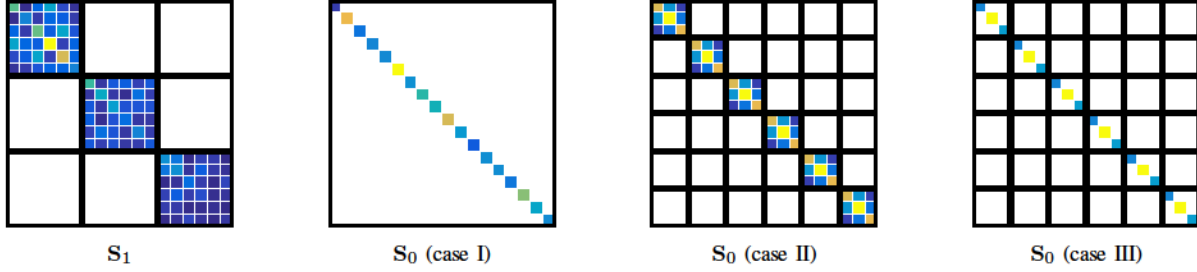 S₁
S₀ (case I)
S₀ (case II)
S₀ (case III)